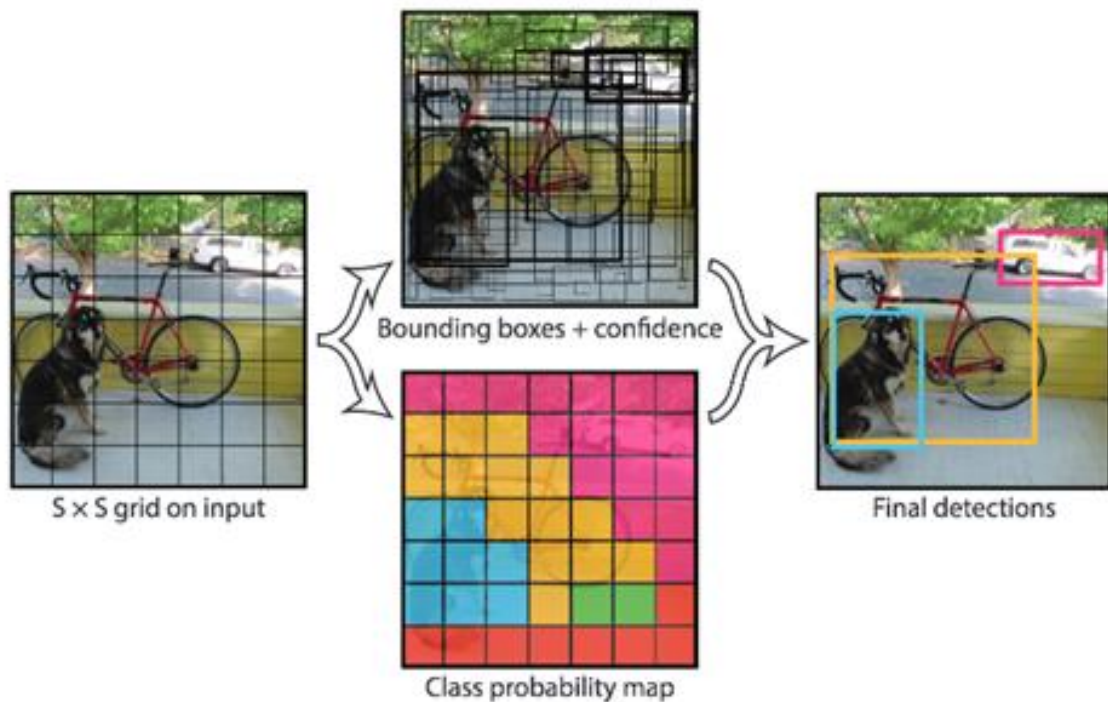 Bounding boxes + confidence
S × S grid on input
Final detections
Class probability map